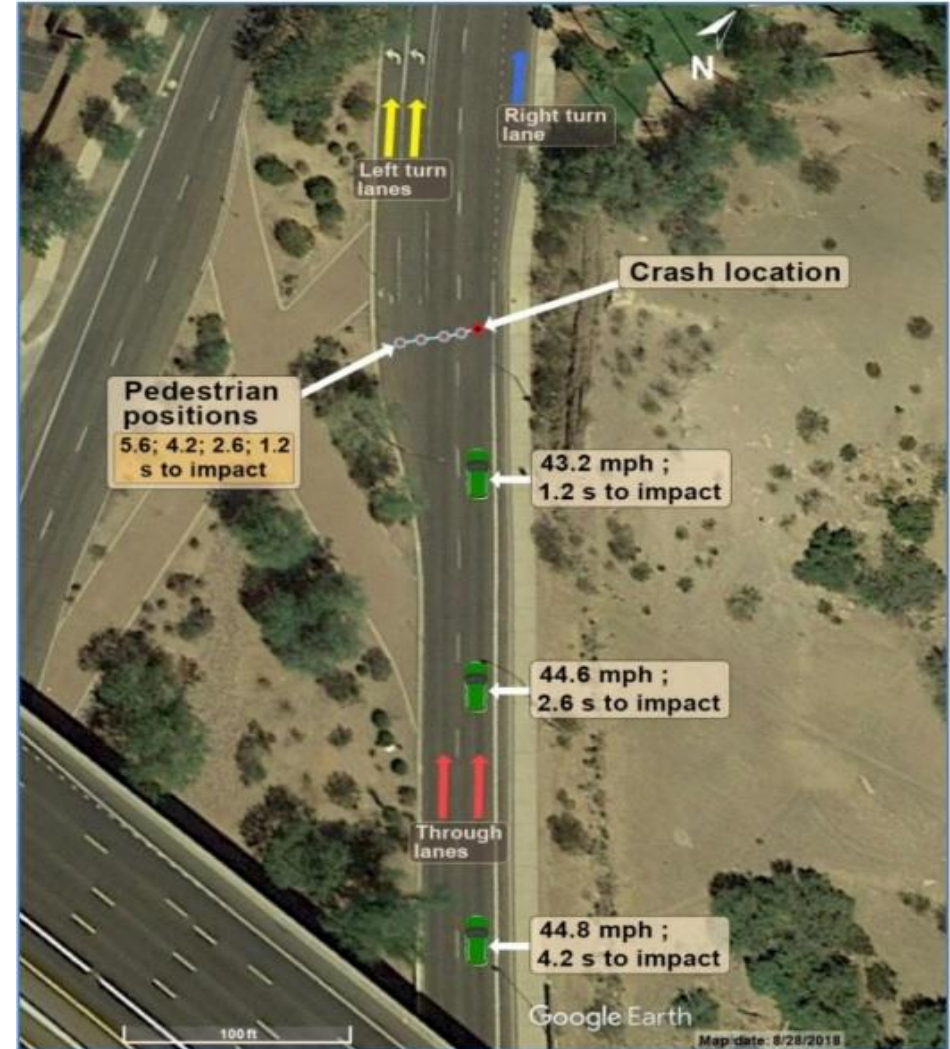 N
Right turn
lane
Left turn
lanes
Crash location
Pedestrian
positions
5.6; 4.2; 2.6; 1.2
s to impact
43.2 mph ;
1.2 s to impact
44.6 mph ;
2.6 s to impact
Through
lanes
44.8 mph ;
4.2 s to impact
Google Earth
100 ft
Map date: 8/28/2018